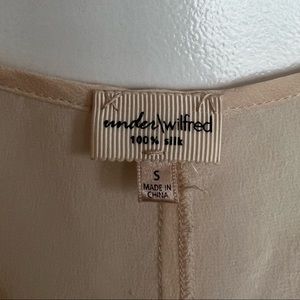 under\wilfred
100% silk
S
MADE IN
CHINA